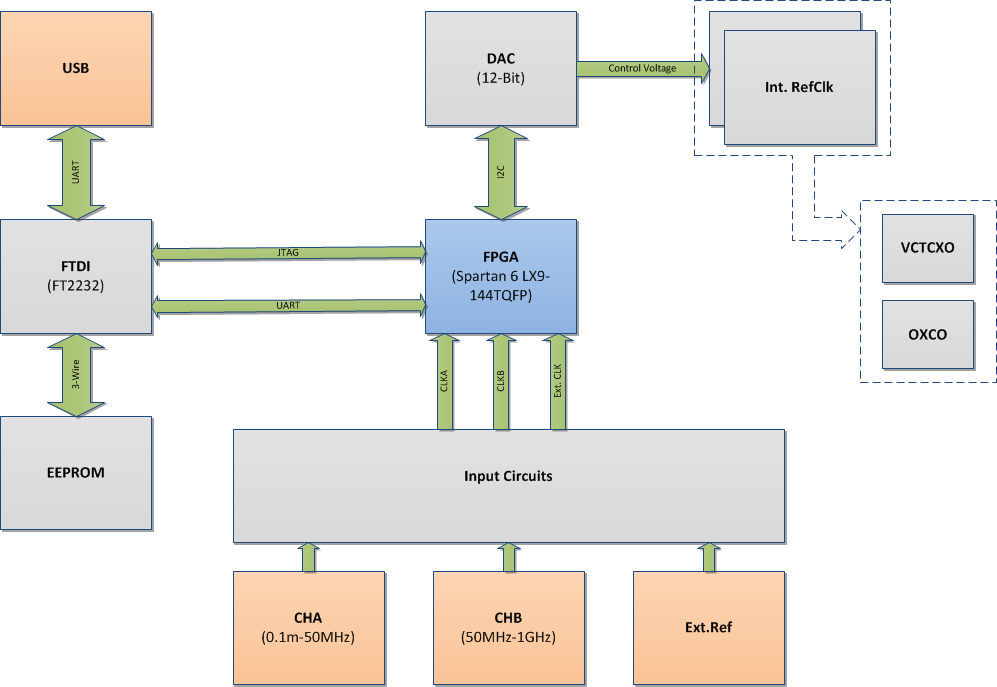 USB
DAC
(12-Bit)
Control Voltage
Int. RefClk
UART
I2C
FTDI
(FT2232)
JTAG
UART
FPGA
(Spartan 6 LX9-
144TQFP)
VCTCXO
OXCO
3-Wire
CLKA
CLKB
Ext. CLK
EEPROM
Input Circuits
CHA
(0.1m-50MHz)
CHB
(50MHz-1GHz)
Ext.Ref